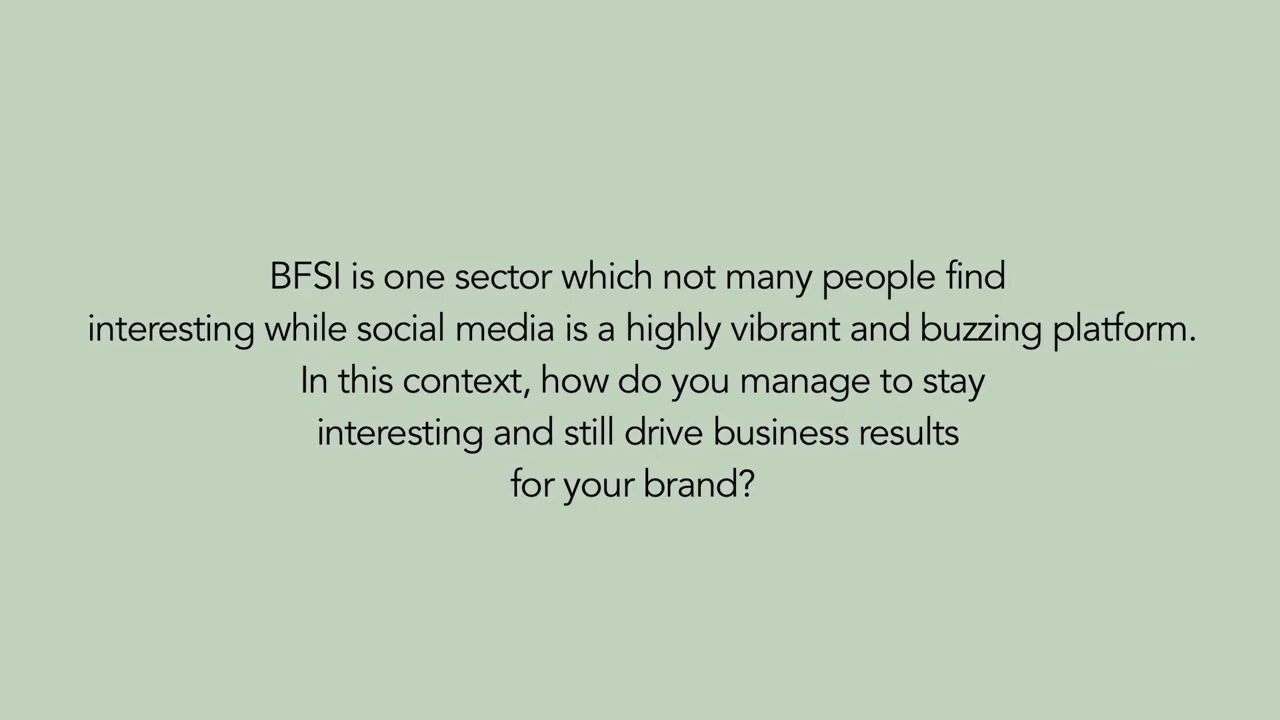 BFSI is one sector which not many people find
interesting while social media is a highly vibrant and buzzing platform.
In this context, how do you manage to stay
interesting and still drive business results
for your brand?